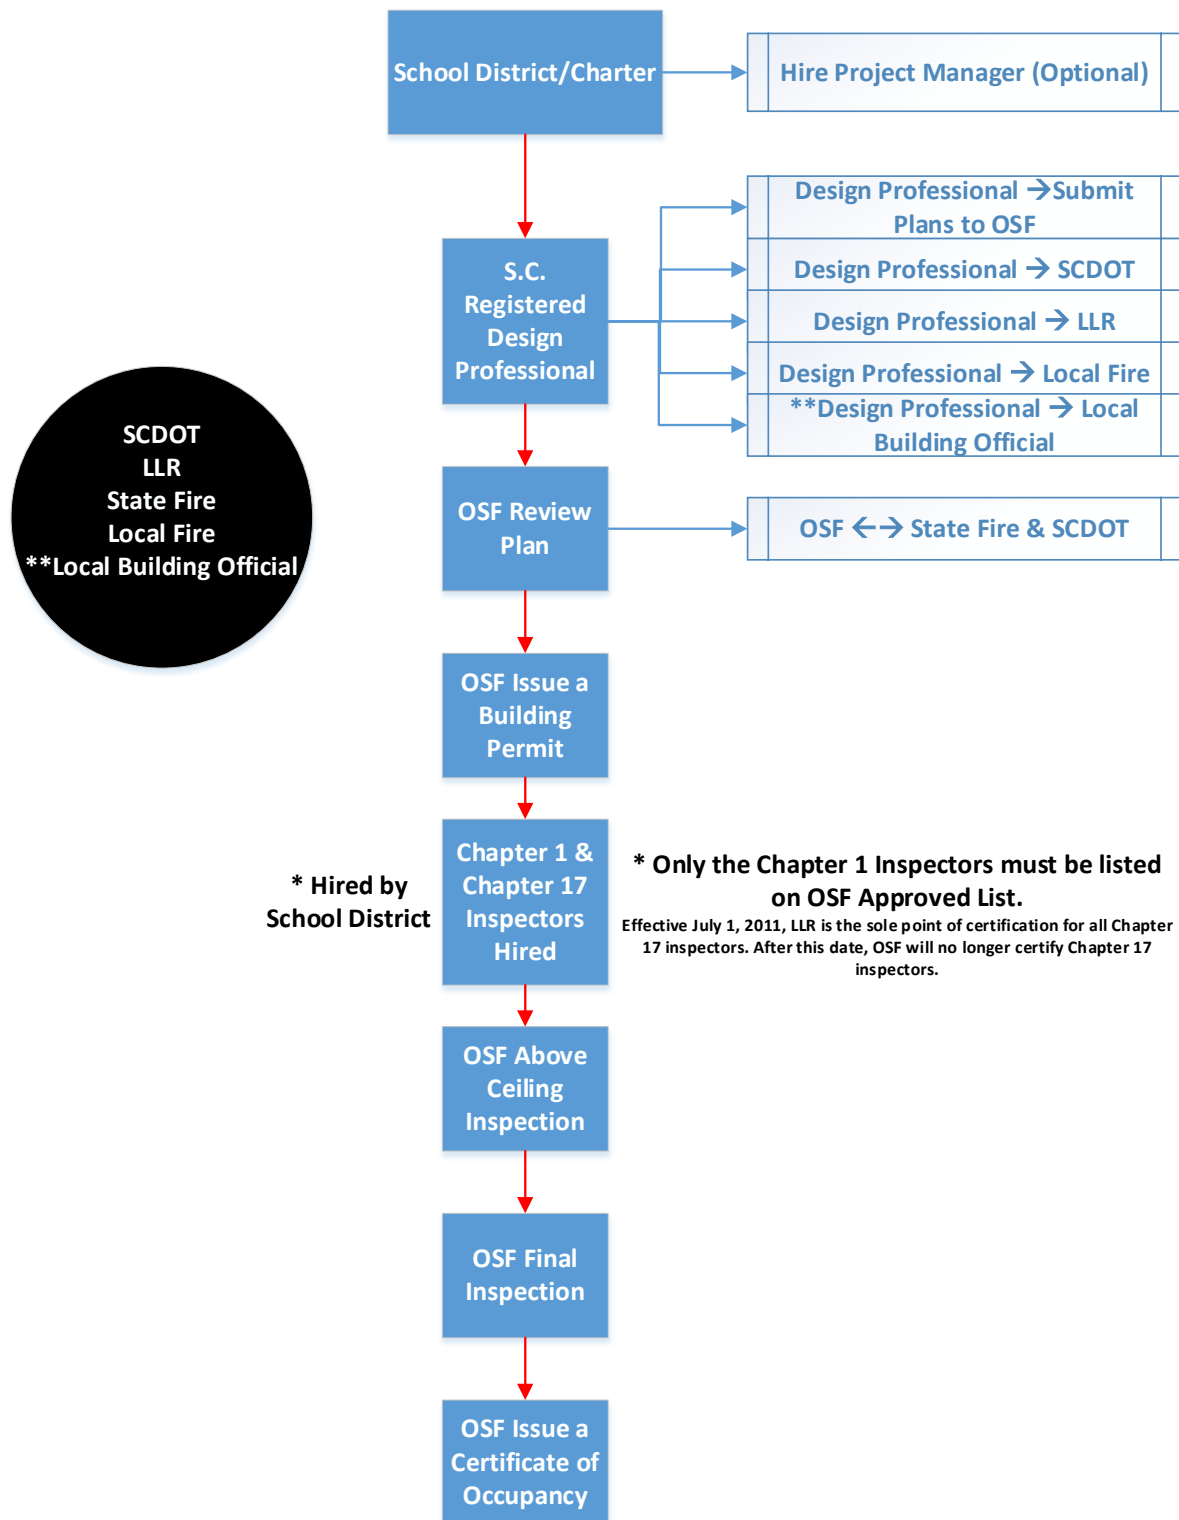 School District/Charter
Hire Project Manager (Optional)
Design Professional →Submit
Plans to OSF
Design Professional → SCDOT
Design Professional → LLR
Design Professional → Local Fire
**Design Professional → Local
Building Official
S.C.
Registered
Design
Professional
SCDOT
LLR
State Fire
Local Fire
**Local Building Official
OSF Review
Plan
OSF ←→ State Fire & SCDOT
OSF Issue a
Building
Permit
* Hired by
School District
Chapter 1 &
Chapter 17
Inspectors
Hired
* Only the Chapter 1 Inspectors must be listed
on OSF Approved List.
Effective July 1, 2011, LLR is the sole point of certification for all Chapter
17 inspectors. After this date, OSF will no longer certify Chapter 17
inspectors.
OSF Above
Ceiling
Inspection
OSF Final
Inspection
OSF Issue a
Certificate of
Occupancy